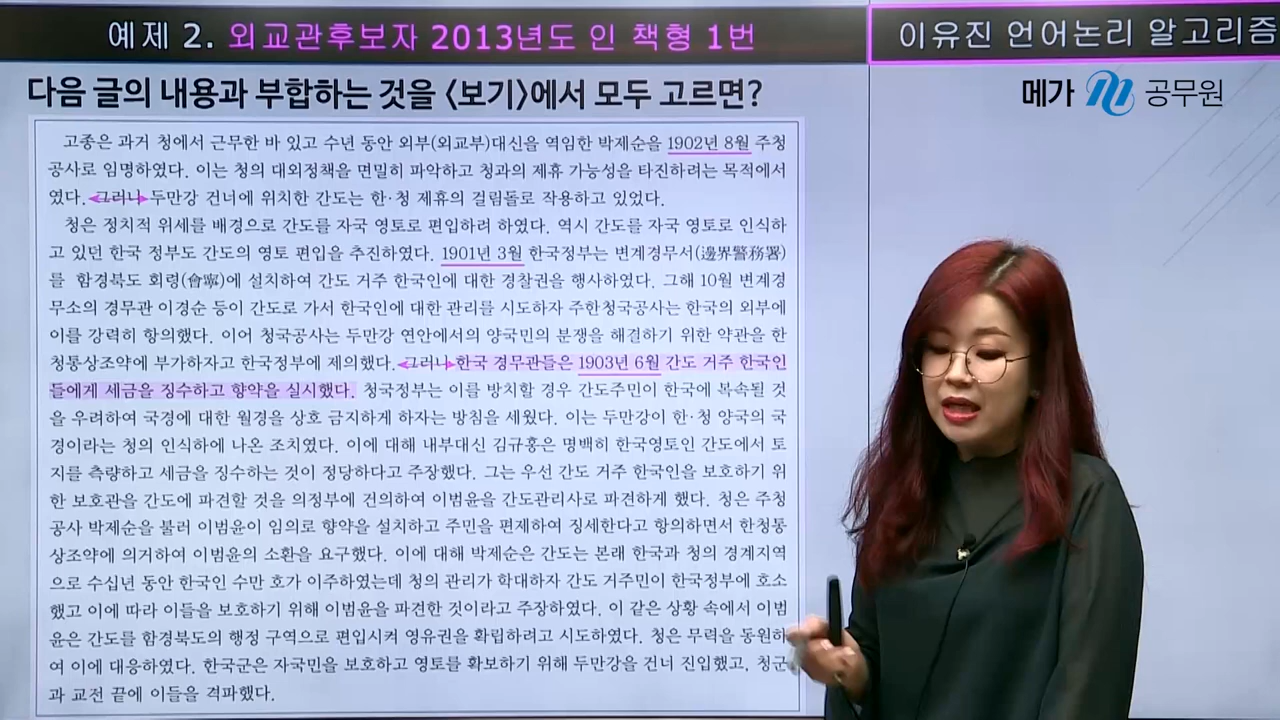 예제 2. 외교관후보자 2013년도 인 책형 1번
이유진 언어논리 알고리즘
다음 글의 내용과 부합하는 것을 <보기>에서 모두 고르면?
메가 공무원
고종은 과거 청에서 근무한 바 있고 수년 동안 외부(외교부)대신을 역임한 박제순을 1902년 8월 주청
공사로 임명하였다. 이는 청의 대외정책을 면밀히 파악하고 청과의 제휴 가능성을 타진하려는 목적에서
였다. 그러나 두만강 건너에 위치한 간도는 한·청 제휴의 걸림돌로 작용하고 있었다.
청은 정치적 위세를 배경으로 간도를 자국 영토로 편입하려 하였다. 역시 간도를 자국 영토로 인식하
고 있던 한국 정부도 간도의 영토 편입을 추진하였다. 1901년 3월 한국정부는 변계경무서(邊界警務署)
를 함경북도 회령(會寧)에 설치하여 간도 거주 한국인에 대한 경찰권을 행사하였다. 그해 10월 변계경
무소의 경무관 이경순 등이 간도로 가서 한국인에 대한 관리를 시도하자 주한청국공사는 한국의 외부에
이를 강력히 항의했다. 이어 청국공사는 두만강 연안에서의 양국민의 분쟁을 해결하기 위한 약관을 한
청통상조약에 부가하자고 한국정부에 제의했다. 그러나 한국 경무관들은 1903년 6월 간도 거주 한국인
들에게 세금을 징수하고 향약을 실시했다. 청국정부는 이를 방치할 경우 간도주민이 한국에 복속될 것
을 우려하여 국경에 대한 월경을 상호 금지하게 하자는 방침을 세웠다. 이는 두만강이 한·청 양국의 국
경이라는 청의 인식하에 나온 조치였다. 이에 대해 내부대신 김규홍은 명백히 한국영토인 간도에서 토
지를 측량하고 세금을 징수하는 것이 정당하다고 주장했다. 그는 우선 간도 거주 한국인을 보호하기 위
한 보호관을 간도에 파견할 것을 의정부에 건의하여 이범윤을 간도관리사로 파견하게 했다. 청은 주청
공사 박제순을 불러 이범윤이 임의로 향약을 설치하고 주민을 편제하여 징세한다고 항의하면서 한청통
상조약에 의거하여 이범윤의 소환을 요구했다. 이에 대해 박제순은 간도는 본래 한국과 청의 경계지역
으로 수십년 동안 한국인 수만 호가 이주하였는데 청의 관리가 학대하자 간도 거주민이 한국정부에 호소
했고 이에 따라 이들을 보호하기 위해 이범윤을 파견한 것이라고 주장하였다. 이 같은 상황 속에서 이범
윤은 간도를 함경북도의 행정 구역으로 편입시켜 영유권을 확립하려고 시도하였다. 청은 무력을 동원하
여 이에 대응하였다. 한국군은 자국민을 보호하고 영토를 확보하기 위해 두만강을 건너 진입했고, 청군
과 교전 끝에 이들을 격파했다.